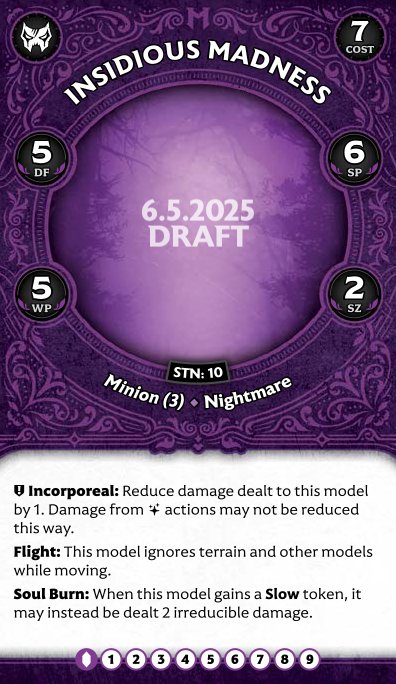 7
COST
INSIDIOUS MADNESS
5
DF
6
SP
6.5.2025
DRAFT
5
WP
2
SZ
STN: 10
Minion (3) ◆ Nightmare
Incorporeal: Reduce damage dealt to this model
by 1. Damage from actions may not be reduced
this way.
Flight: This model ignores terrain and other models
while moving.
Soul Burn: When this model gains a Slow token, it
may instead be dealt 2 irreducible damage.
1 2 3 4 5 6 7 8 9